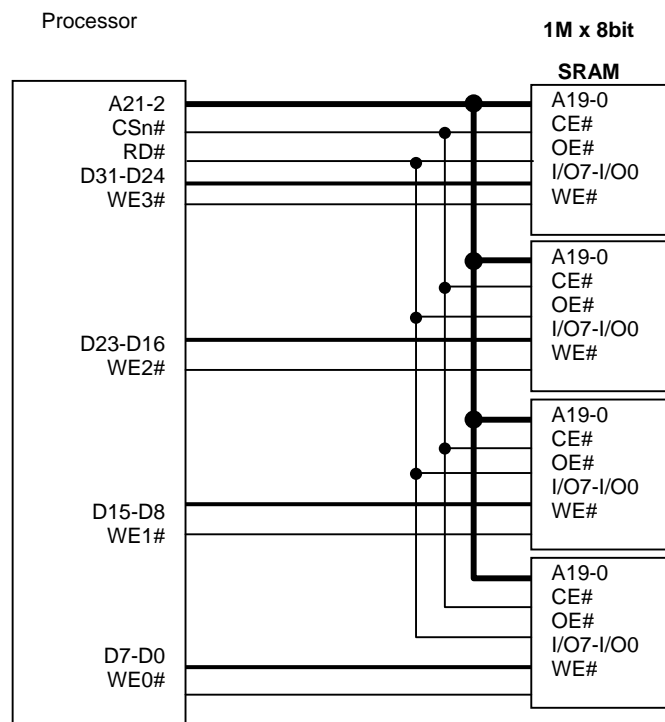 Processor
1M x 8bit
SRAM
A21-2
CSn#
RD#
D31-D24
WE3#
D23-D16
WE2#
D15-D8
WE1#
D7-D0
WE0#
A19-0
CE#
OE#
I/O7-I/O0
WE#
A19-0
CE#
OE#
I/O7-I/O0
WE#
A19-0
CE#
OE#
I/O7-I/O0
WE#
A19-0
CE#
OE#
I/O7-I/O0
WE#